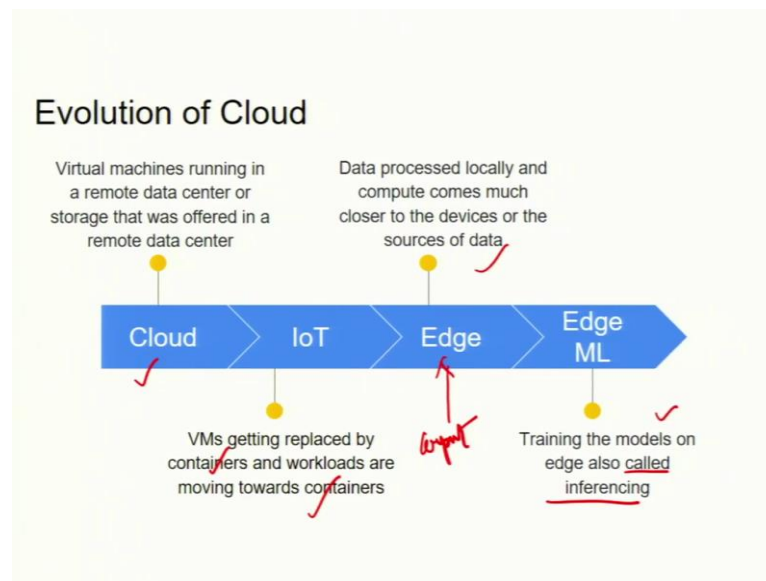 Evolution of Cloud
Virtual machines running in
a remote data center or
storage that was offered in a
remote data center
Data processed locally and
compute comes much
closer to the devices or the
sources of data
Cloud
IoT
Edge
Edge
ML
VMs getting replaced by
containers and workloads are
moving towards containers
Training the models on
edge also called
inferencing